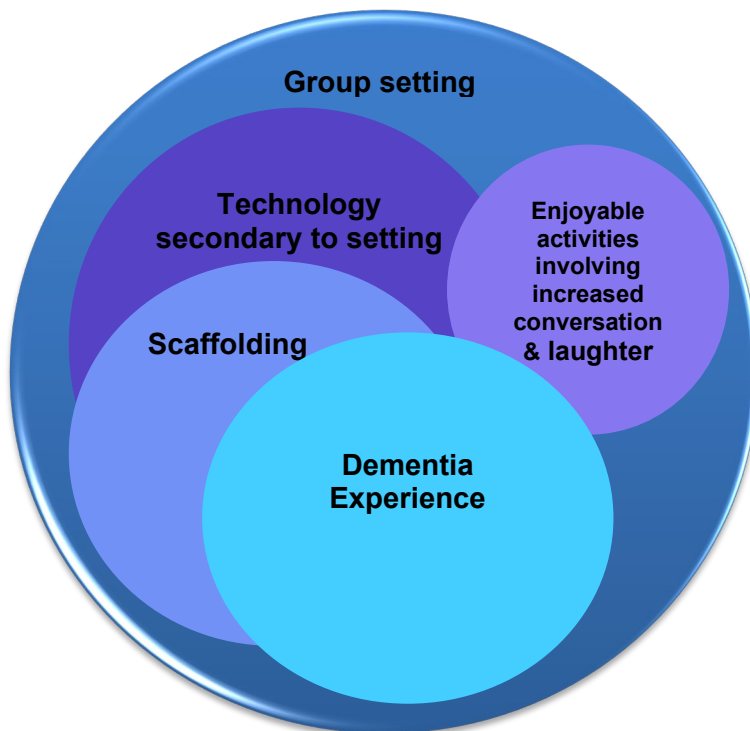 Group setting
Technology
secondary to setting
Enjoyable
activities
involving
increased
conversation
& laughter
Scaffolding
Dementia
Experience